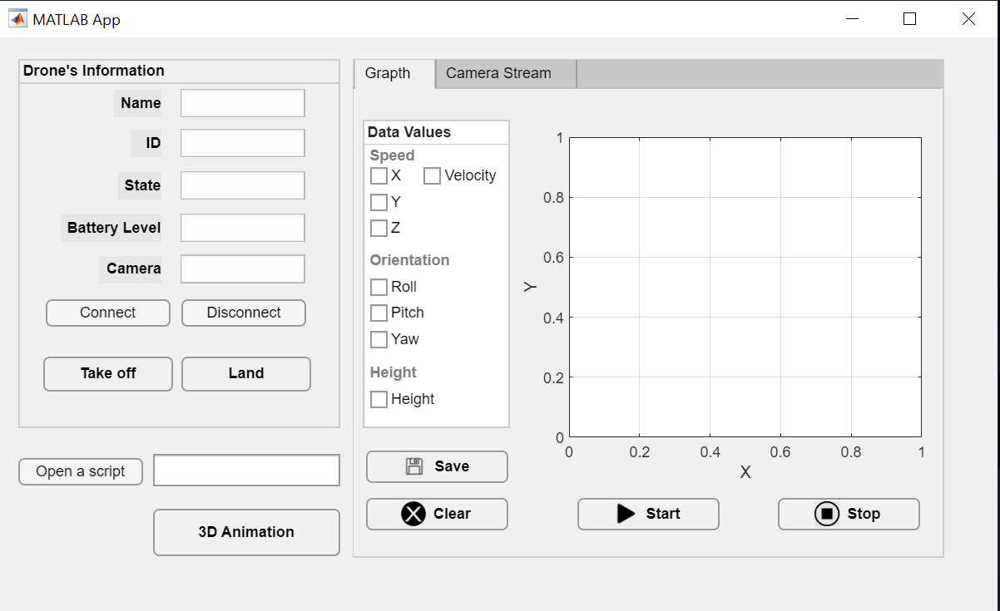 MATLAB App
Drone's Information
Name
ID
State
Battery Level
Camera
Connect Disconnect
Take off Land
Open a script
3D Animation
Grapth Camera Stream
Data Values
Speed
X Velocity
Y
Z
Orientation
Roll
Pitch
Yaw
Height
Height
Save
Clear
1
0.8
0.6
0.4
0.2
0
Y
0 0.2 0.4 0.6 0.8 1
X
Start Stop